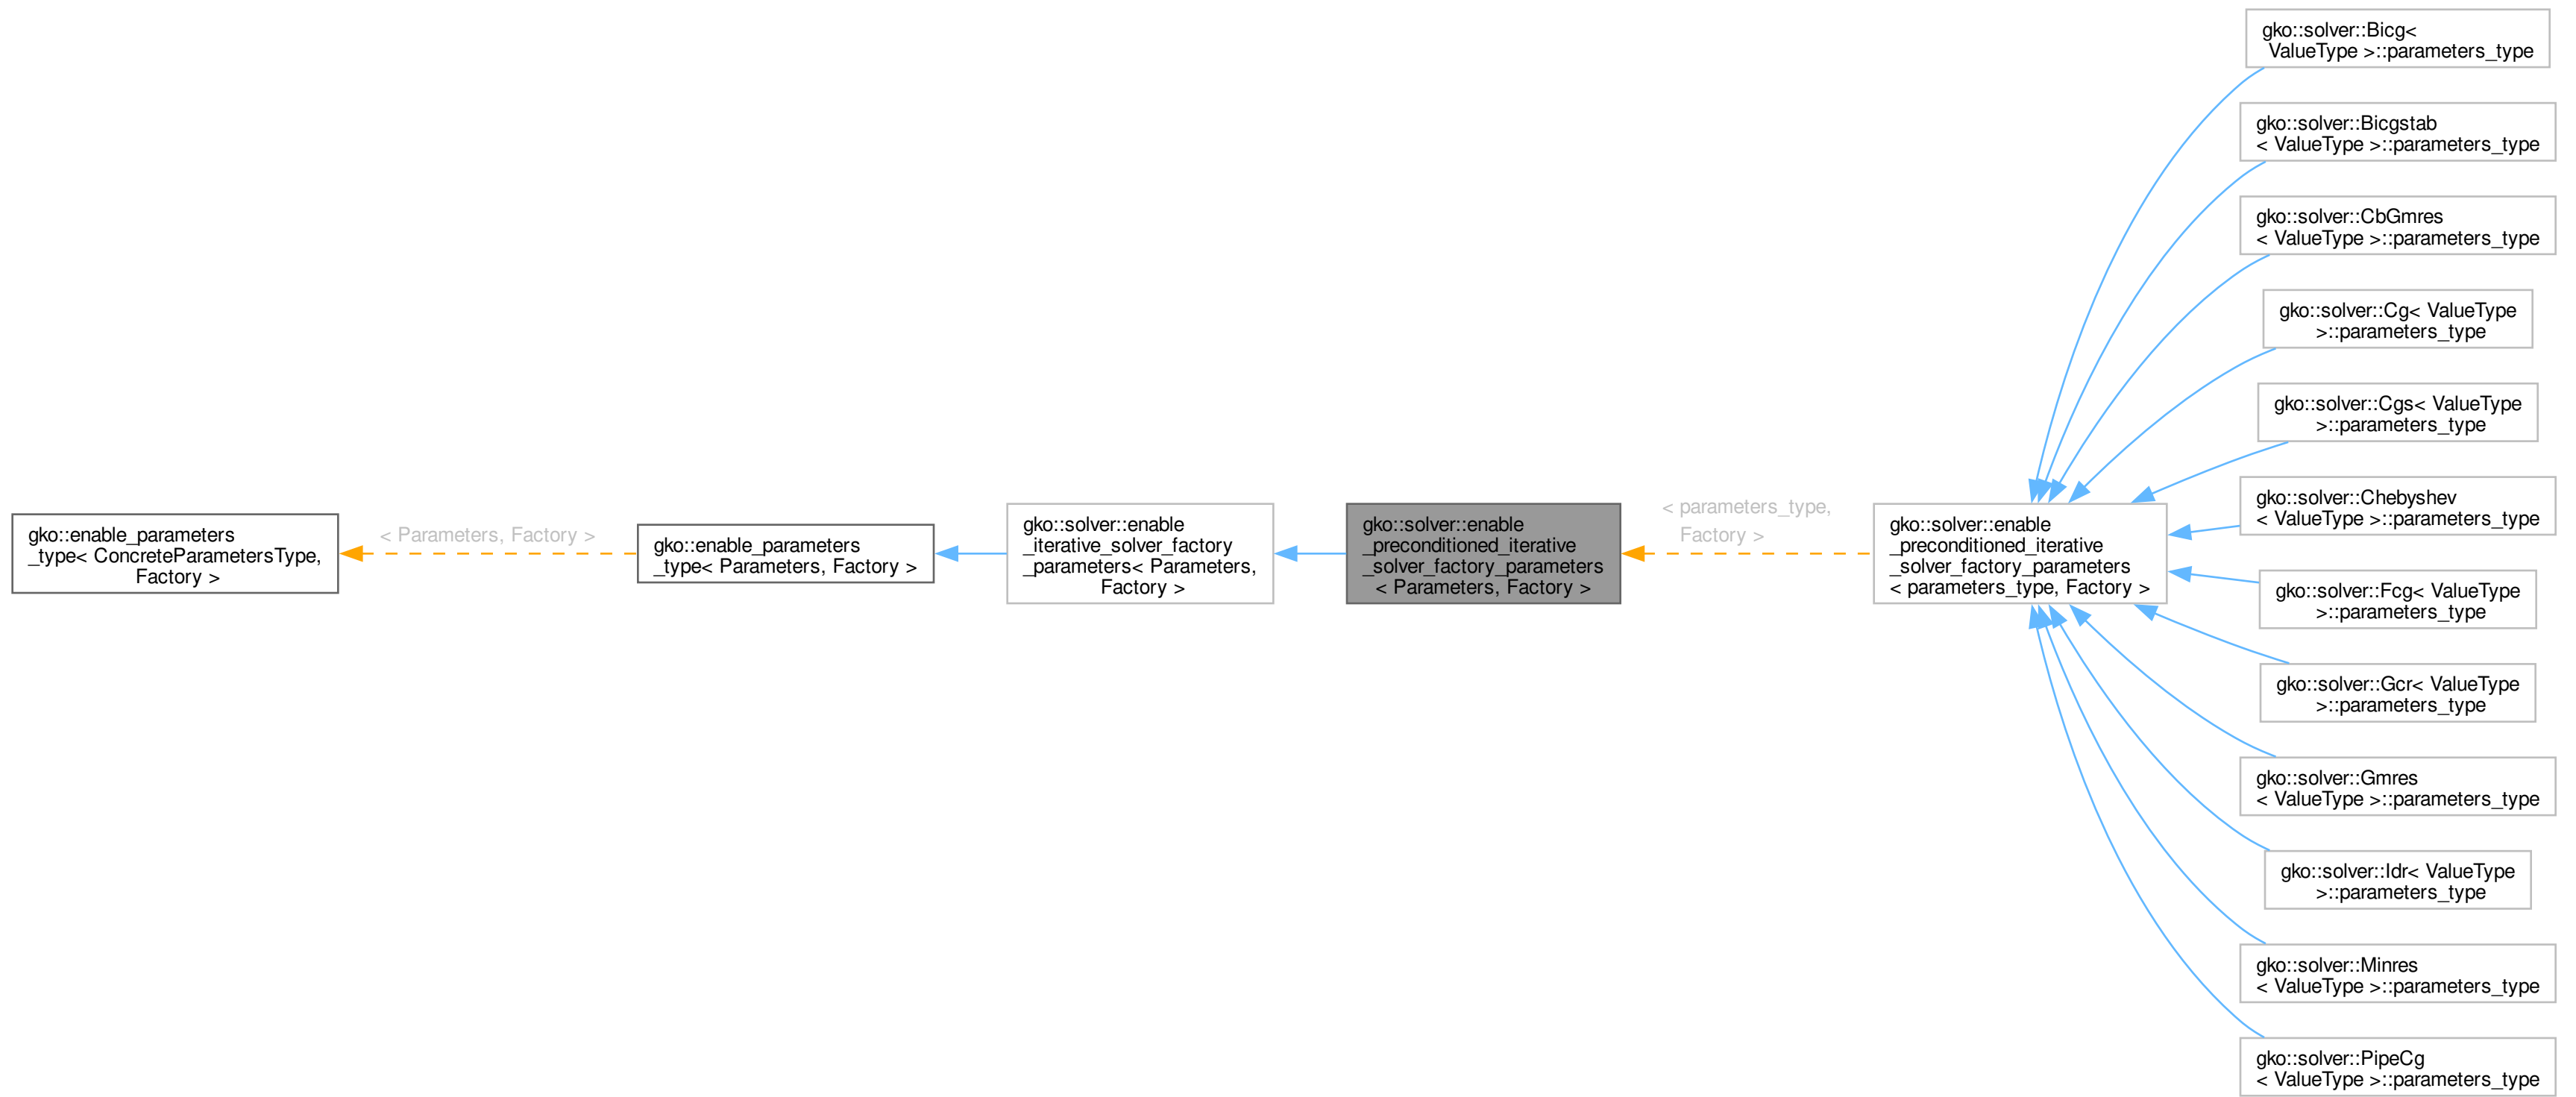 gko::enable_parameters
_type< ConcreteParametersType,
Factory >
< Parameters, Factory >
gko::enable_parameters
_type< Parameters, Factory >
gko::solver::enable
_iterative_solver_factory
_parameters< Parameters,
Factory >
gko::solver::enable
_preconditioned_iterative
_solver_factory_parameters
< Parameters, Factory >
< parameters_type,
Factory >
gko::solver::enable
_preconditioned_iterative
_solver_factory_parameters
< parameters_type, Factory >
gko::solver::Bicg<
ValueType >::parameters_type
gko::solver::Bicgstab
< ValueType >::parameters_type
gko::solver::CbGmres
< ValueType >::parameters_type
gko::solver::Cg< ValueType
>::parameters_type
gko::solver::Cgs< ValueType
>::parameters_type
gko::solver::Chebyshev
< ValueType >::parameters_type
gko::solver::Fcg< ValueType
>::parameters_type
gko::solver::Gcr< ValueType
>::parameters_type
gko::solver::Gmres
< ValueType >::parameters_type
gko::solver::Idr< ValueType
>::parameters_type
gko::solver::Minres
< ValueType >::parameters_type
gko::solver::PipeCg
< ValueType >::parameters_type